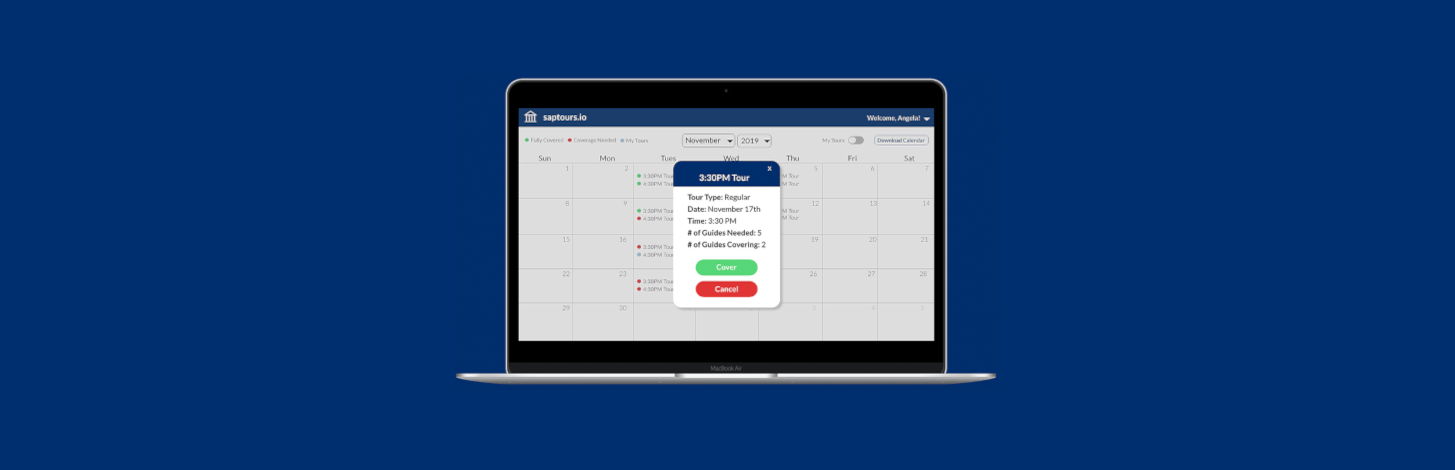 saptours.io
Welcome, Angela!
Fully Covered Coverage Needed My Tours
November 2019
My Tours
Download Calendar
Sun Mon Tues Wed Thu Fri Sat
1 2 5 6 7
3:30PM Tour
4:30PM Tour
M Tour
M Tour
8 9 12 13 14
3:30PM Tour
4:30PM Tour
M Tour
M Tour
15 16 19 20 21
3:30PM Tour
4:30PM Tour
22 23 26 27 28
3:30PM Tour
4:30PM Tour
29 30 3 4 5
x
3:30PM Tour
Tour Type: Regular
Date: November 17th
Time: 3:30 PM
# of Guides Needed: 5
# of Guides Covering: 2
Cover
Cancel
MacBook Air